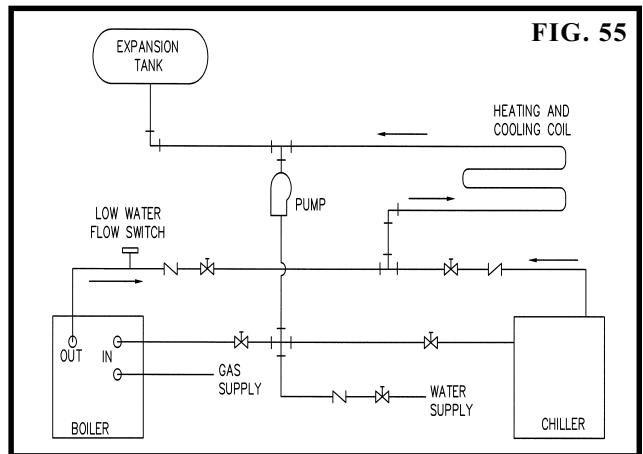 FIG. 55
EXPANSION
TANK
HEATING AND
COOLING COIL
PUMP
LOW WATER
FLOW SWITCH
OUT
IN
GAS
SUPPLY
WATER
SUPPLY
BOILER
CHILLER